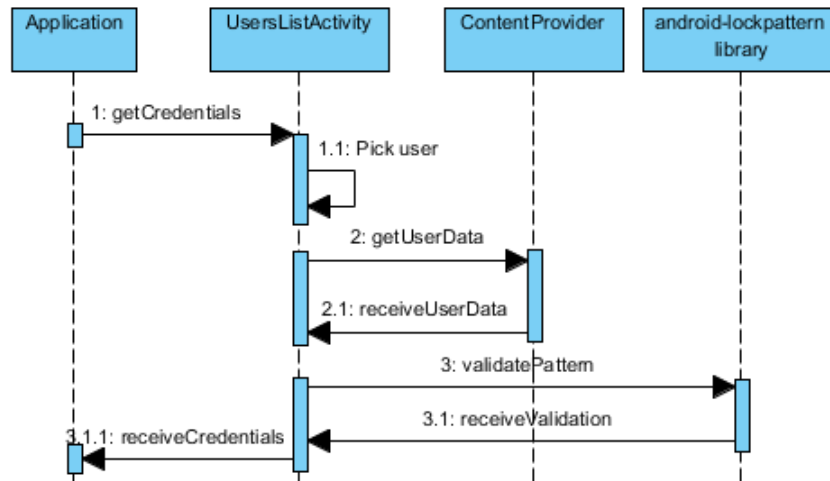 Application
UsersListActivity
ContentProvider
android-lockpattern
library
1: getCredentials
1.1: Pick user
2: getUserData
2.1: receiveUserData
3: validatePattern
3.1: receiveValidation
3.1.1: receiveCredentials